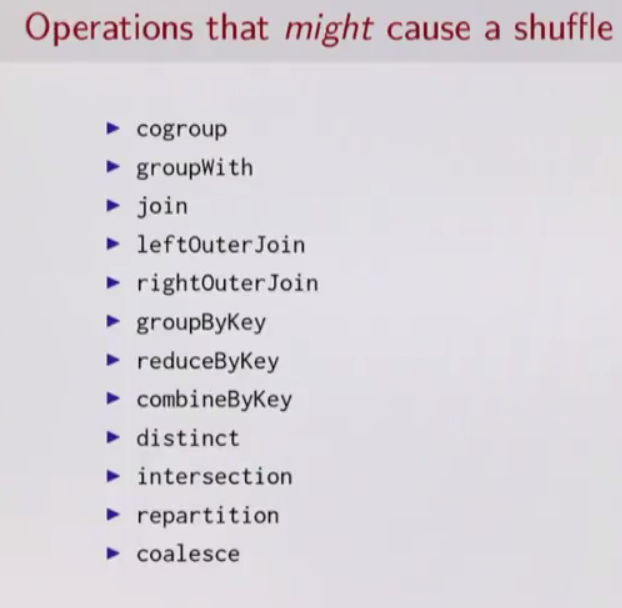 Operations that might cause a shuffle
► cogroup
► groupWith
► join
► leftOuterJoin
► rightOuterJoin
► groupByKey
► reduceByKey
► combineByKey
► distinct
► intersection
► repartition
► coalesce